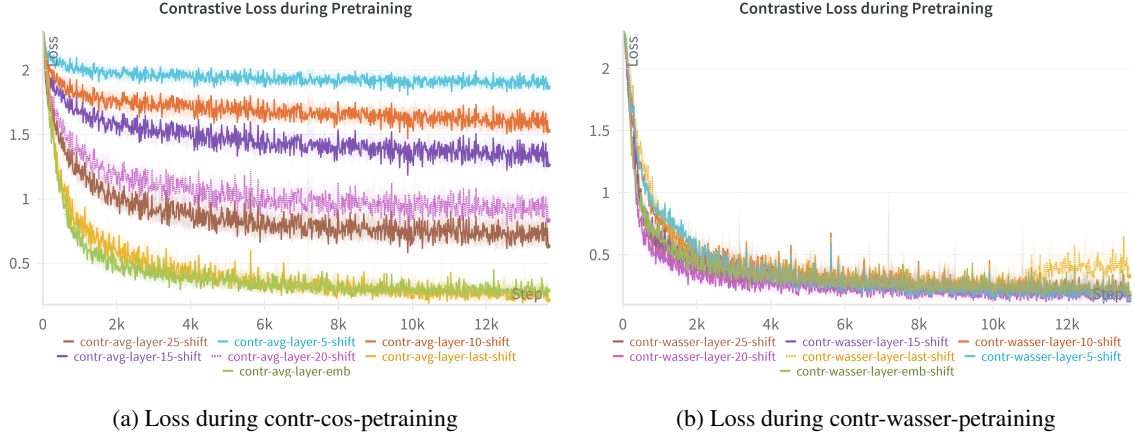 Contrastive Loss during Pretraining
Loss
2
1.5
1
0.5
Step
0 2k 4k 6k 8k 10k 12k
contr-avg-layer-25-shift contr-avg-layer-5-shift contr-avg-layer-10-shift
contr-avg-layer-15-shift contr-avg-layer-20-shift contr-avg-layer-last-shift
contr-avg-layer-emb
(a) Loss during contr-cos-petraining
Contrastive Loss during Pretraining
Loss
2
1.5
1
0.5
Step
0 2k 4k 6k 8k 10k 12k
contr-wasser-layer-25-shift contr-wasser-layer-15-shift contr-wasser-layer-10-shift
contr-wasser-layer-20-shift contr-wasser-layer-last-shift contr-wasser-layer-5-shift
contr-wasser-layer-emb-shift
(b) Loss during contr-wasser-petraining